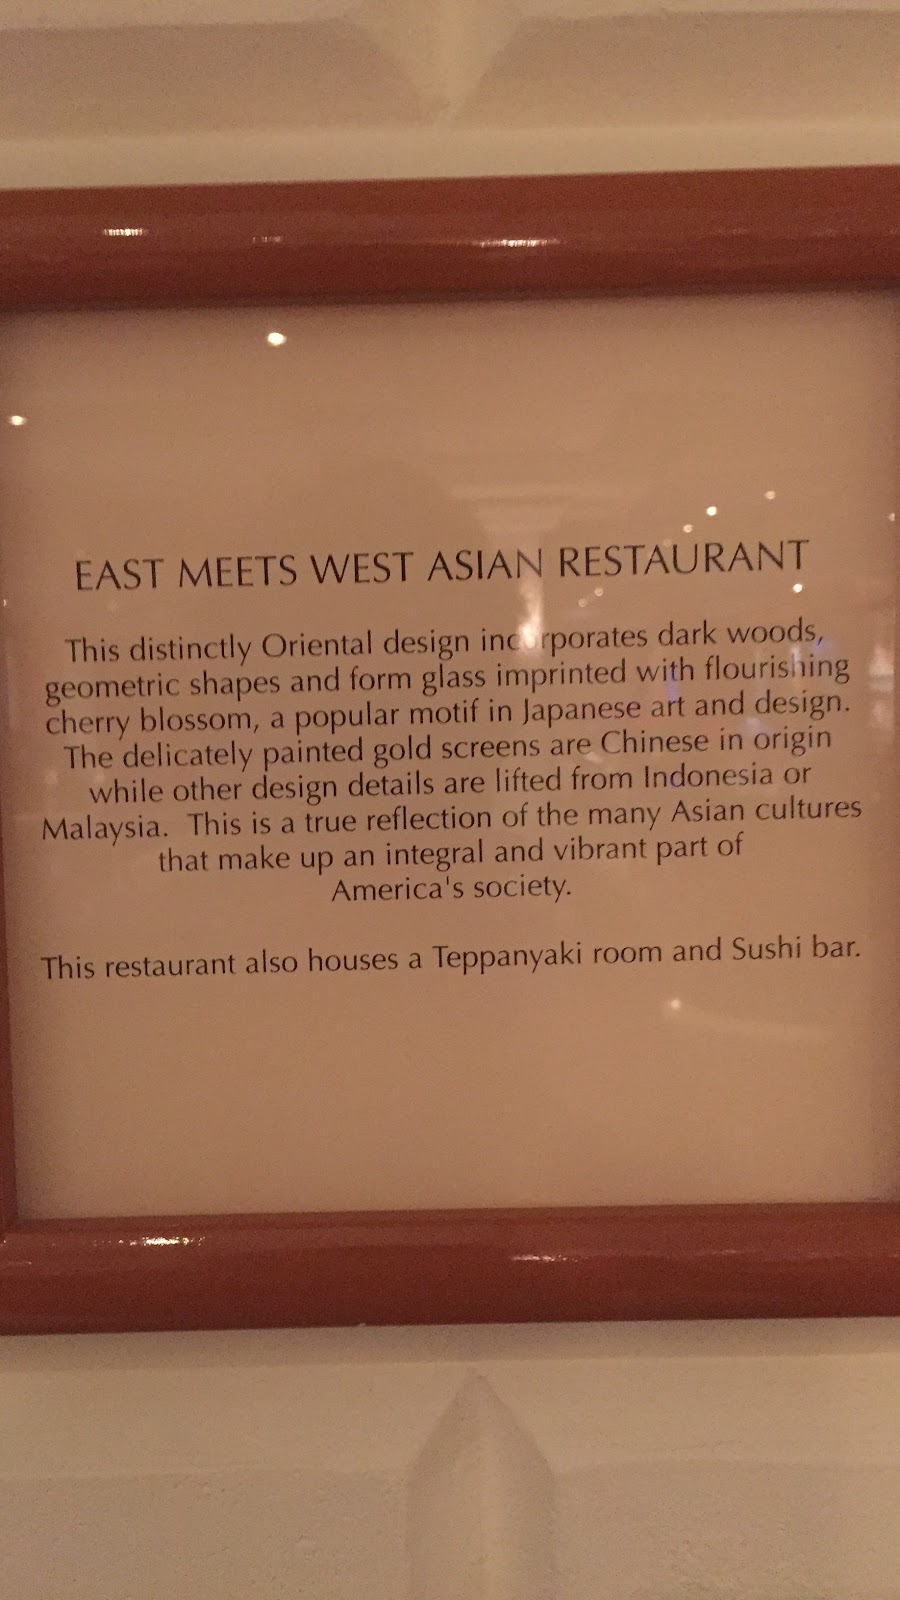 EAST MEETS WEST ASIAN RESTAURANT
This distinctly Oriental design incorporates dark woods,
geometric shapes and form glass imprinted with flourishing
cherry blossom, a popular motif in Japanese art and design.
The delicately painted gold screens are Chinese in origin
while other design details are lifted from Indonesia or
Malaysia.  This is a true reflection of the many Asian cultures
that make up an integral and vibrant part of
America's society.
This restaurant also houses a Teppanyaki room and Sushi bar.